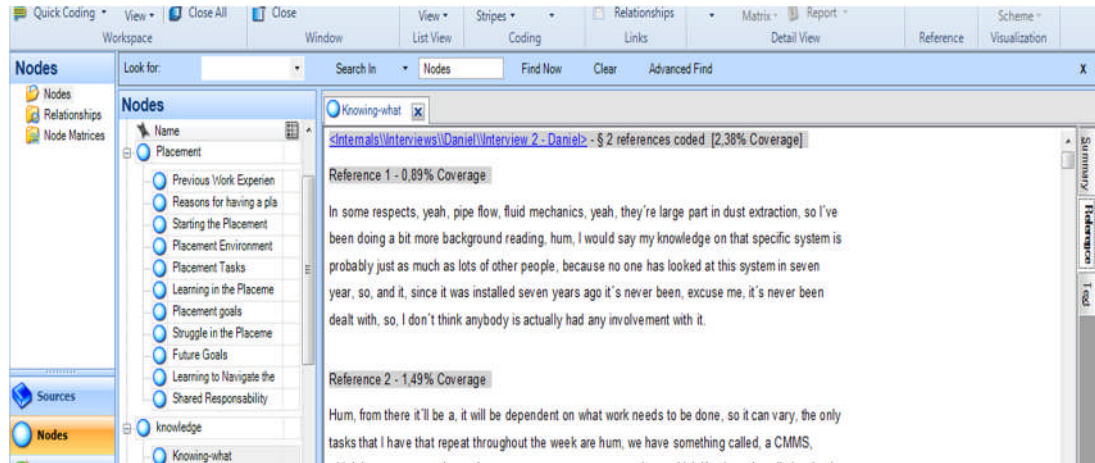 Quick Coding View Close All Close View Stripes Relationships Matrix Report Scheme
Workspace Window List View Coding Links Detail View Reference Visualization
Nodes
Look for: Search In Nodes Find Now Clear Advanced Find X
Nodes
Relationships
Node Matrices
Sources
Nodes
Nodes
Name
Placement
Previous Work Experien
Reasons for having a pla
Starting the Placement
Placement Environment
Placement Tasks
Learning in the Placeme
Placement goals
Struggle in the Placeme
Future Goals
Learning to Navigate the
Shared Responsability
knowledge
Knowing-what
Knowing-what
<Internals\\Interviews\\Daniel\\Interview 2 - Daniel> - § 2 references coded [2,38% Coverage]
Reference 1 - 0,89% Coverage
In some respects, yeah, pipe flow, fluid mechanics, yeah, they´re large part in dust extraction, so I´ve
been doing a bit more background reading, hum, I would say my knowledge on that specific system is
probably just as much as lots of other people, because no one has looked at this system in seven
year, so, and it, since it was installed seven years ago it´s never been, excuse me, it´s never been
dealt with, so, I don´t think anybody is actually had any involvement with it.
Reference 2 - 1,49% Coverage
Hum, from there it´ll be a, it will be dependent on what work needs to be done, so it can vary, the only
tasks that I have that repeat throughout the week are hum, we have something called, a CMMS,
Summary
Reference
Text